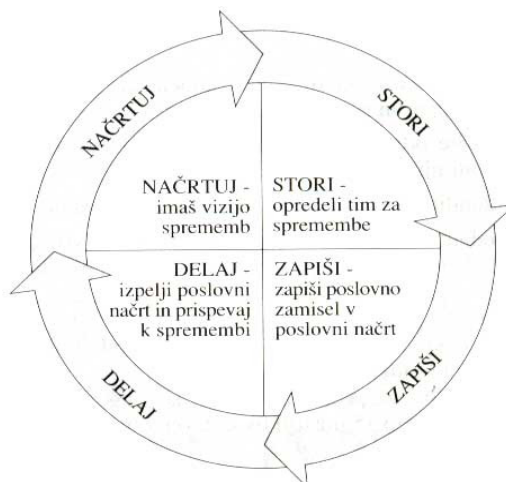 NAČRTUJ
STORI
NAČRTUJ -
imaš vizijo
sprememb
STORI -
opredeli tim za
spremembe
DELAJ -
izpelji poslovni
načrt in prispevaj
k spremembi
ZAPIŠI -
zapiši poslovno
zamisel v
poslovni načrt
DELAJ
ZAPIŠI